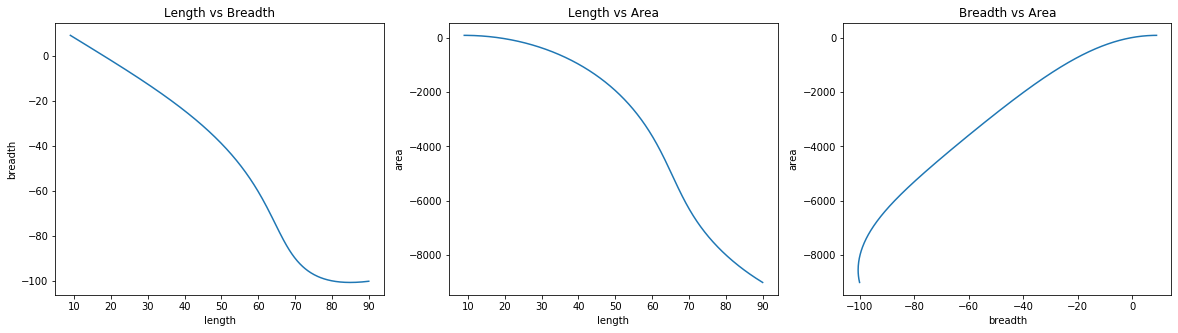 Length vs Breadth
0
−20
−40
−60
−80
−100
breadth
10 20 30 40 50 60 70 80 90
length
Length vs Area
0
−2000
−4000
−6000
−8000
area
10 20 30 40 50 60 70 80 90
length
Breadth vs Area
0
−2000
−4000
−6000
−8000
area
−100 −80 −60 −40 −20 0
breadth